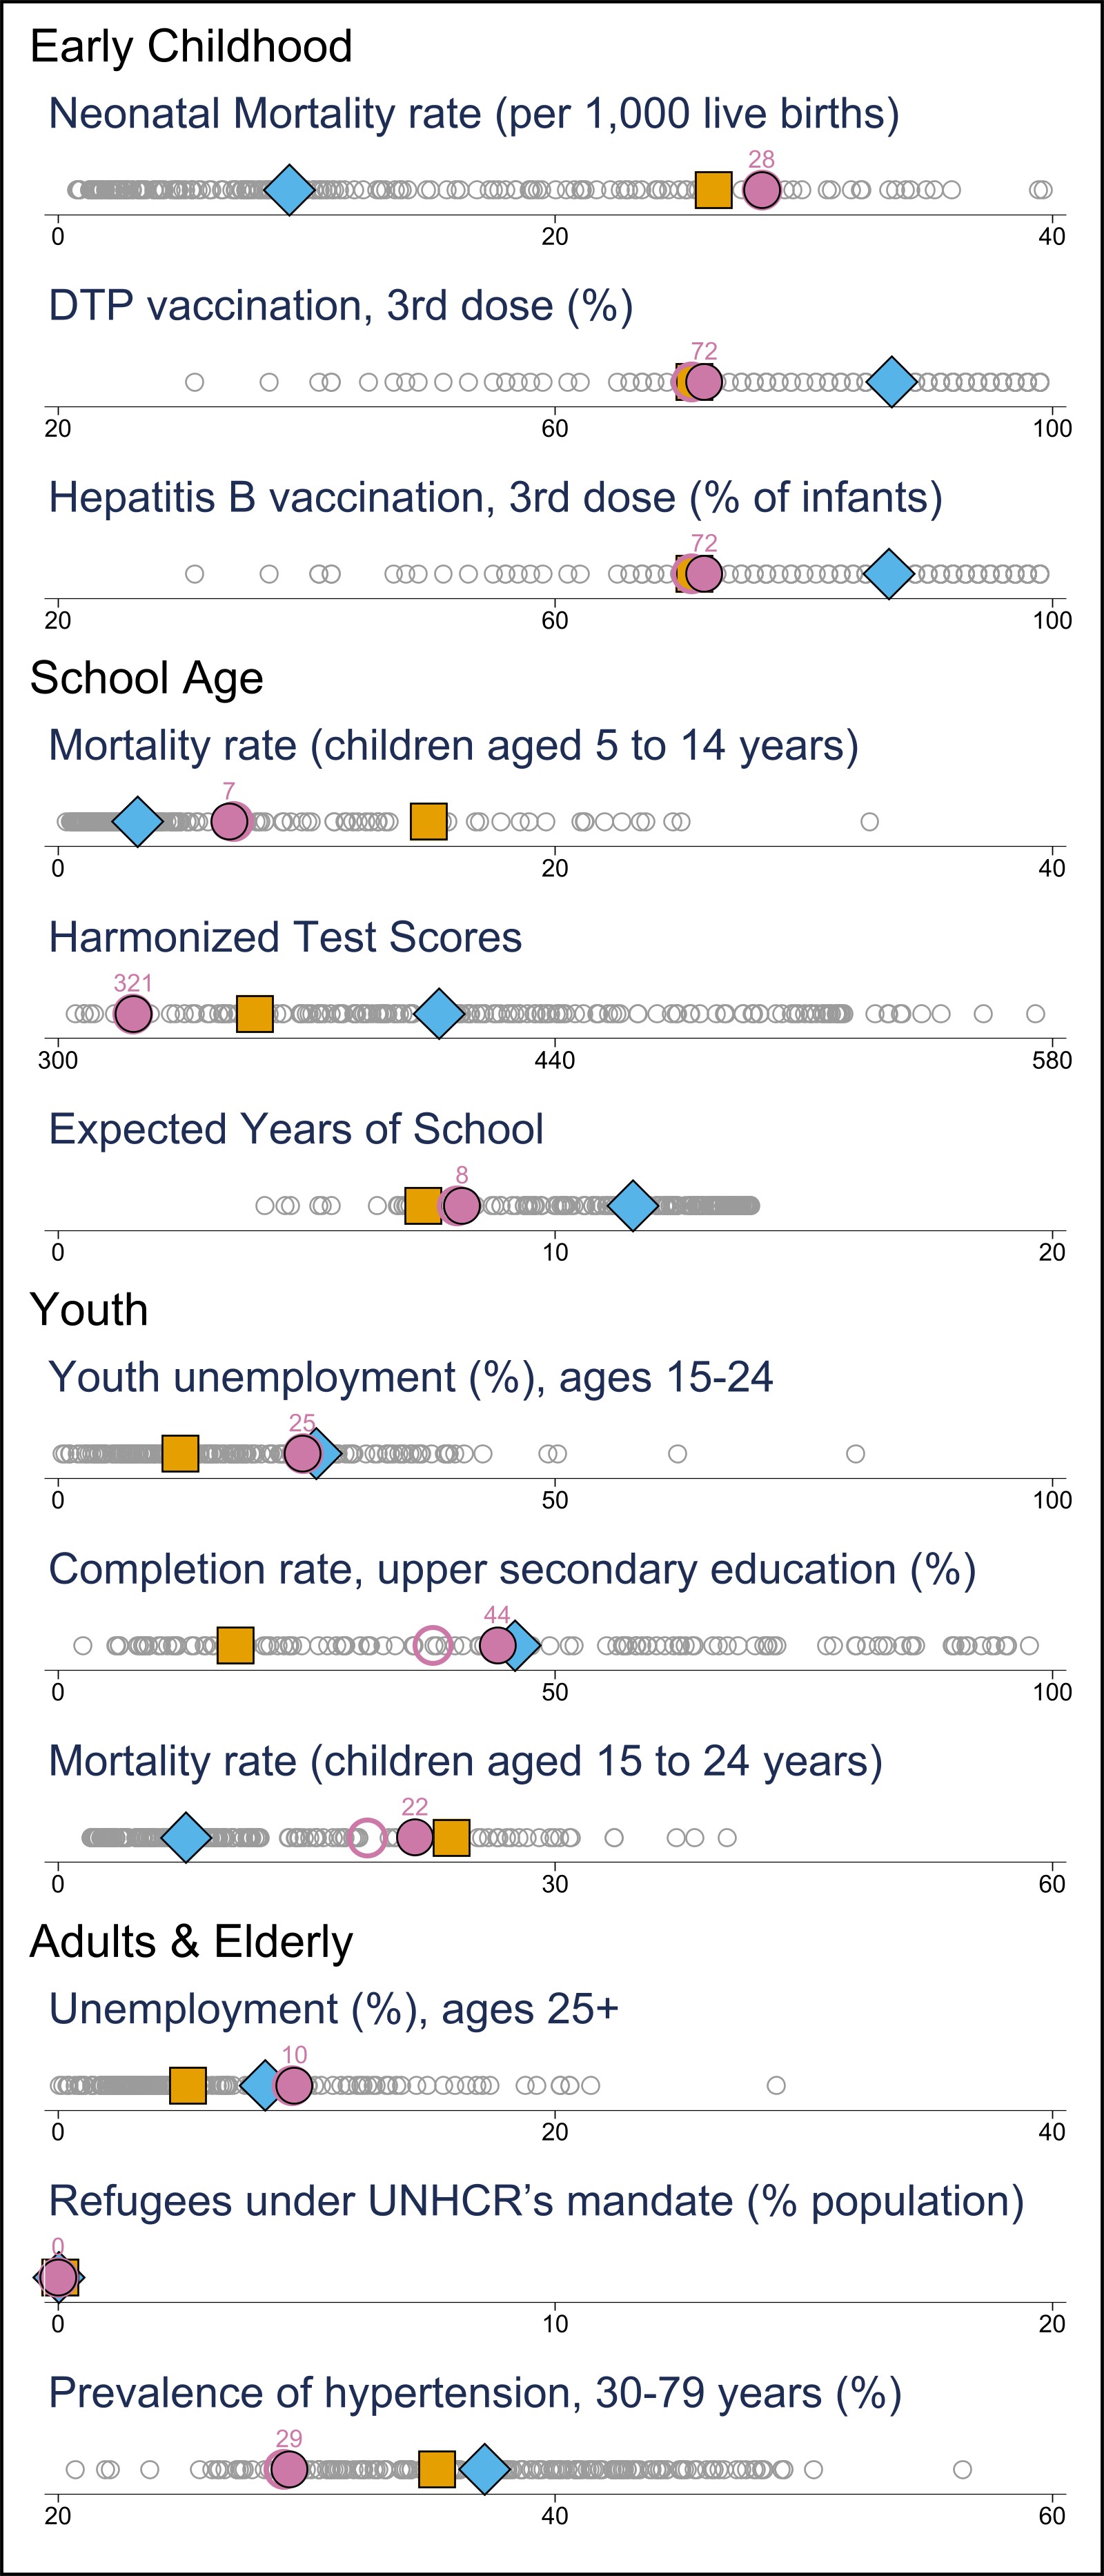 Early Childhood
Neonatal Mortality rate (per 1,000 live births)
28
0 20 40
DTP vaccination, 3rd dose (%)
72
20 60 100
Hepatitis B vaccination, 3rd dose (% of infants)
72
20 60 100
School Age
Mortality rate (children aged 5 to 14 years)
7
0 20 40
Harmonized Test Scores
321
300 440 580
Expected Years of School
8
0 10 20
Youth
Youth unemployment (%), ages 15-24
25
0 50 100
Completion rate, upper secondary education (%)
44
0 50 100
Mortality rate (children aged 15 to 24 years)
22
0 30 60
Adults & Elderly
Unemployment (%), ages 25+
10
0 20 40
Refugees under UNHCR’s mandate (% population)
0
0 10 20
Prevalence of hypertension, 30-79 years (%)
29
20 40 60